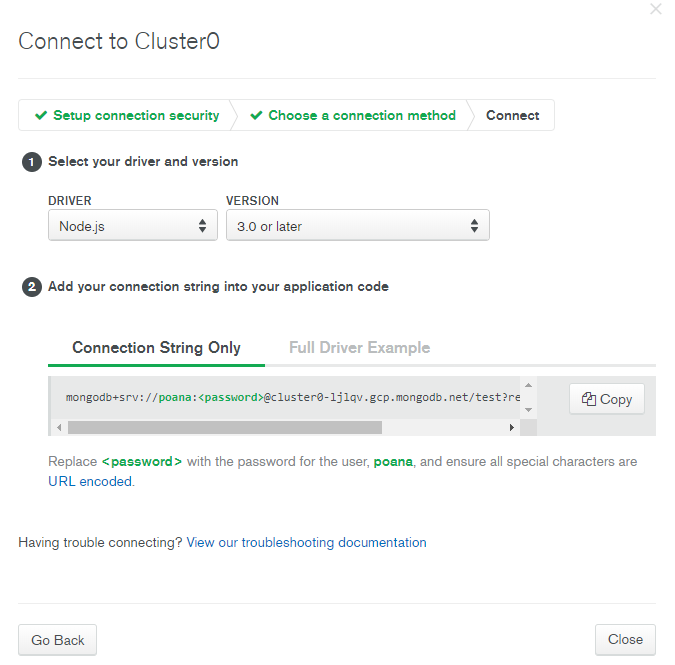 Connect to Cluster0
Setup connection security Choose a connection method Connect
1 Select your driver and version
DRIVER VERSION
Node.js 3.0 or later
2 Add your connection string into your application code
Connection String Only Full Driver Example
mongodb+srv://poana:<password>@cluster0-ljlqv.gcp.mongodb.net/test?re
Copy
Replace <password> with the password for the user, poana, and ensure all special characters are
URL encoded.
Having trouble connecting? View our troubleshooting documentation
Go Back Close